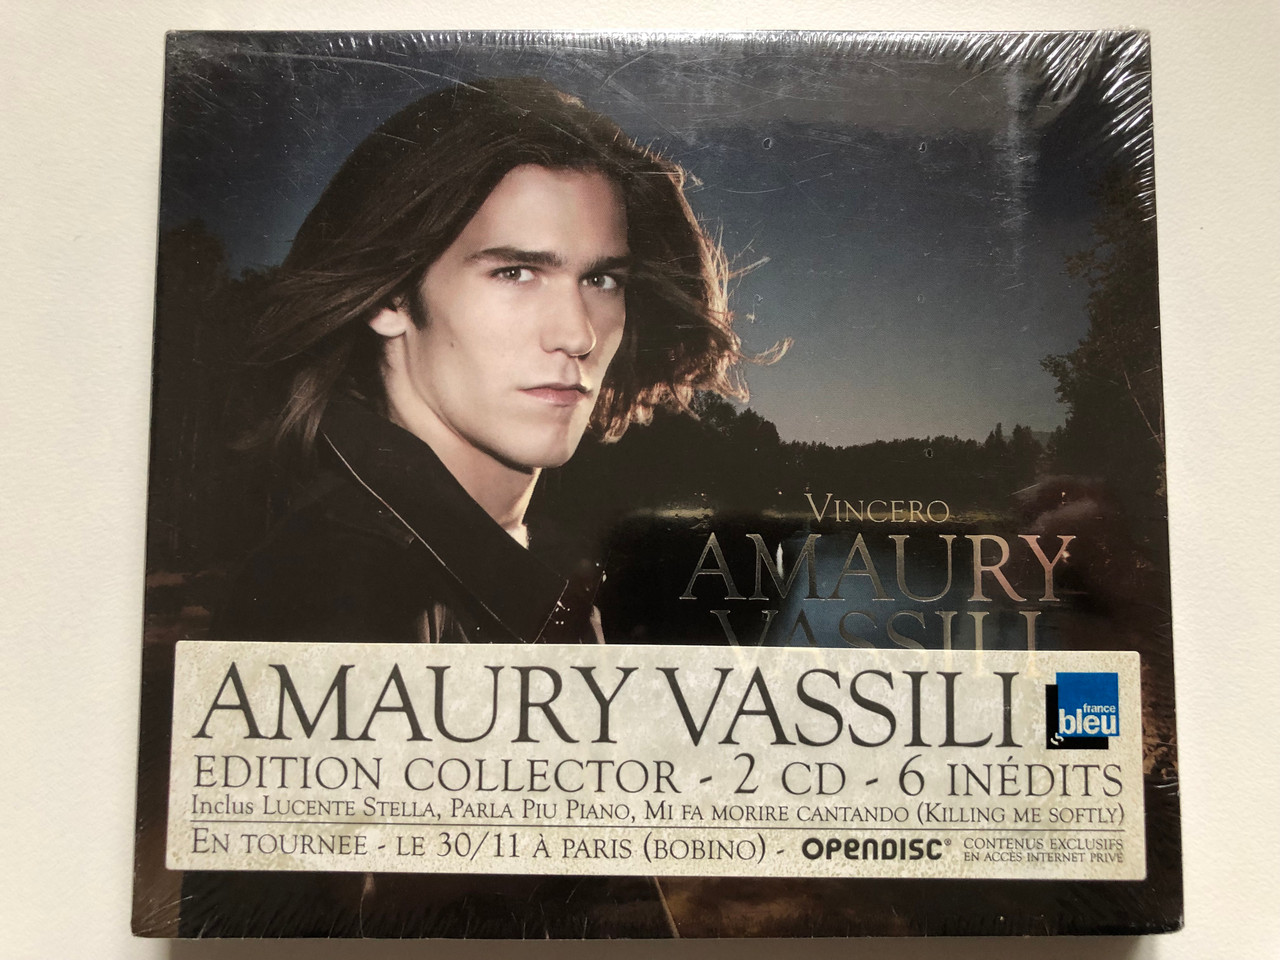 VINCERO
AMAURY
VASSILI
AMAURY VASSILI
france
bleu
EDITION COLLECTOR - 2 CD - 6 INÉDITS
Inclus LUCENTE STELLA, PARLA PIU PIANO, MI FA MORIRE CANTANDO (KILLING ME SOFTLY)
EN TOURNEE - LE 30/11 À PARIS (BOBINO) - OPENDISC® CONTENUS EXCLUSIFS
EN ACCÈS INTERNET PRIVÉ